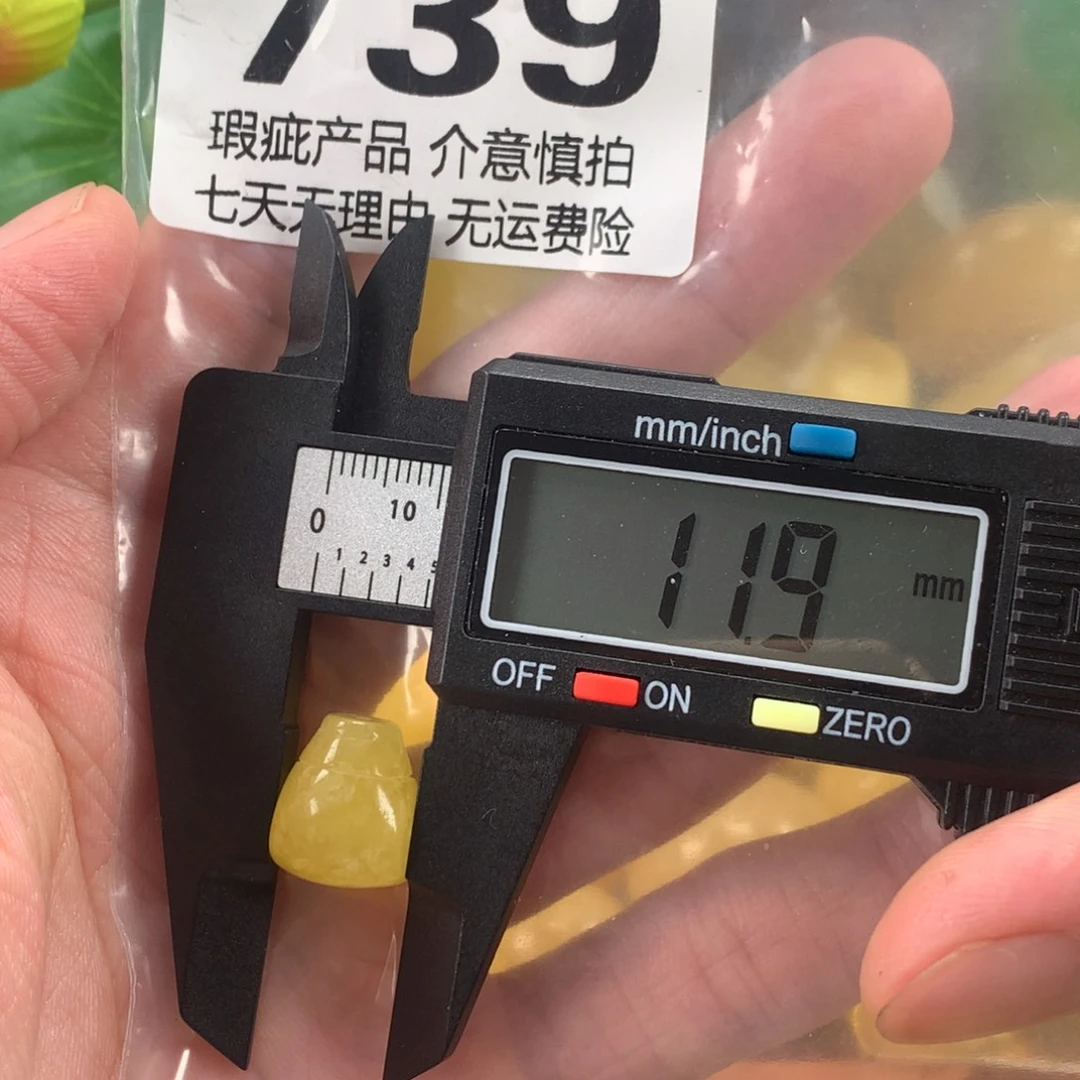 739
瑕疵产品 介意慎拍
七天无理由 无运费险
mm/inch
0 10
1 2 3 4 5
11.9 mm
OFF ON ZERO